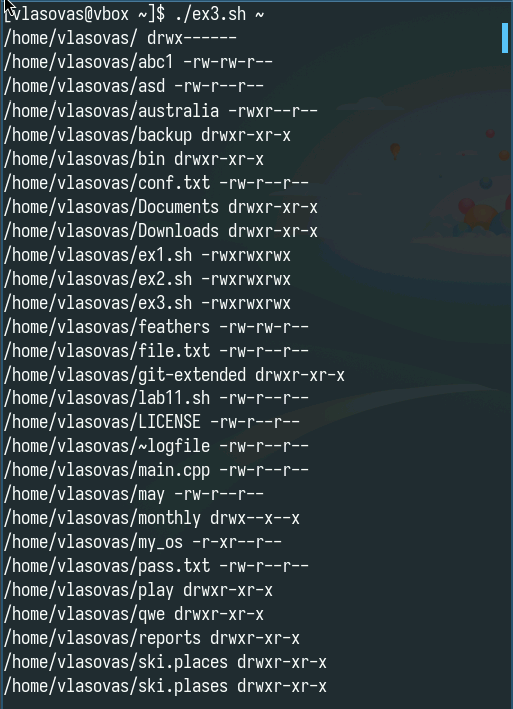 [vlasovas@vbox ~]$ ./ex3.sh ~
/home/vlasovas/ drwx------
/home/vlasovas/abc1 -rw-rw-r--
/home/vlasovas/asd -rw-r--r--
/home/vlasovas/australia -rwxr--r--
/home/vlasovas/backup drwxr-xr-x
/home/vlasovas/bin drwxr-xr-x
/home/vlasovas/conf.txt -rw-r--r--
/home/vlasovas/Documents drwxr-xr-x
/home/vlasovas/Downloads drwxr-xr-x
/home/vlasovas/ex1.sh -rwxrwxrwx
/home/vlasovas/ex2.sh -rwxrwxrwx
/home/vlasovas/ex3.sh -rwxrwxrwx
/home/vlasovas/feathers -rw-rw-r--
/home/vlasovas/file.txt -rw-r--r--
/home/vlasovas/git-extended drwxr-xr-x
/home/vlasovas/lab11.sh -rw-r--r--
/home/vlasovas/LICENSE -rw-r--r--
/home/vlasovas/~logfile -rw-r--r--
/home/vlasovas/main.cpp -rw-r--r--
/home/vlasovas/may -rw-r--r--
/home/vlasovas/monthly drwx--x--x
/home/vlasovas/my_os -r-xr--r--
/home/vlasovas/pass.txt -rw-r--r--
/home/vlasovas/play drwxr-xr-x
/home/vlasovas/qwe drwxr-xr-x
/home/vlasovas/reports drwxr-xr-x
/home/vlasovas/ski.places drwxr-xr-x
/home/vlasovas/ski.plases drwxr-xr-x